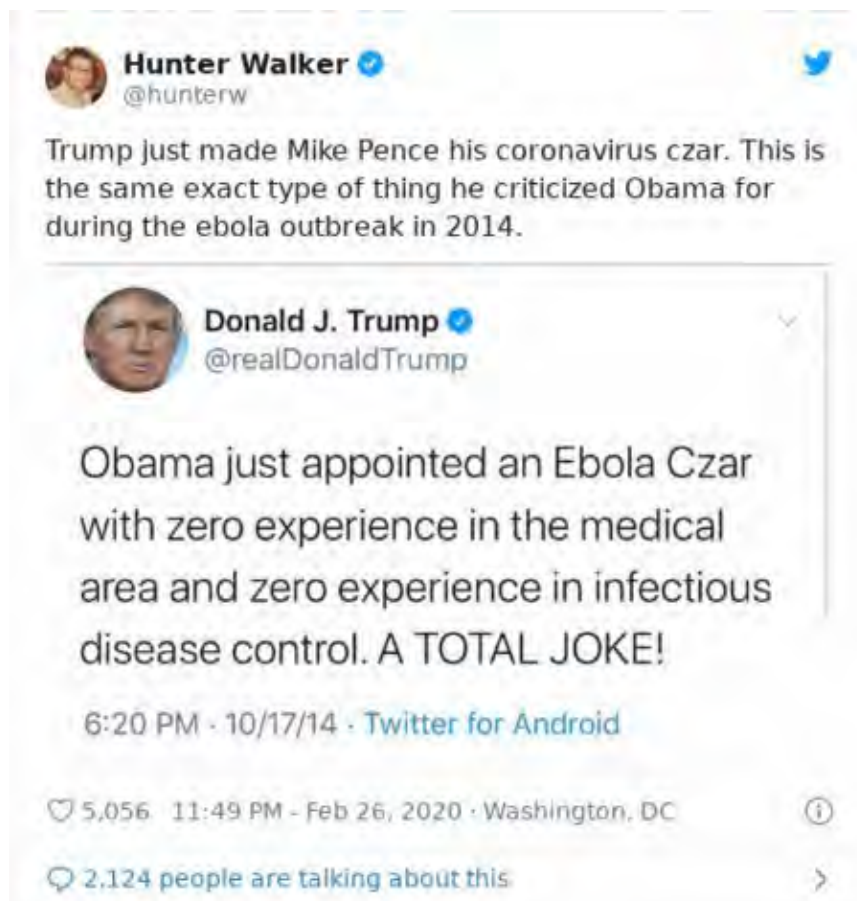 Hunter Walker
@hunterw
Trump just made Mike Pence his coronavirus czar. This is
the same exact type of thing he criticized Obama for
during the ebola outbreak in 2014.
Donald J. Trump
@realDonaldTrump
Obama just appointed an Ebola Czar
with zero experience in the medical
area and zero experience in infectious
disease control. A TOTAL JOKE!
6:20 PM · 10/17/14 · Twitter for Android
5,056 11:49 PM - Feb 26, 2020 · Washington, DC
2,124 people are talking about this